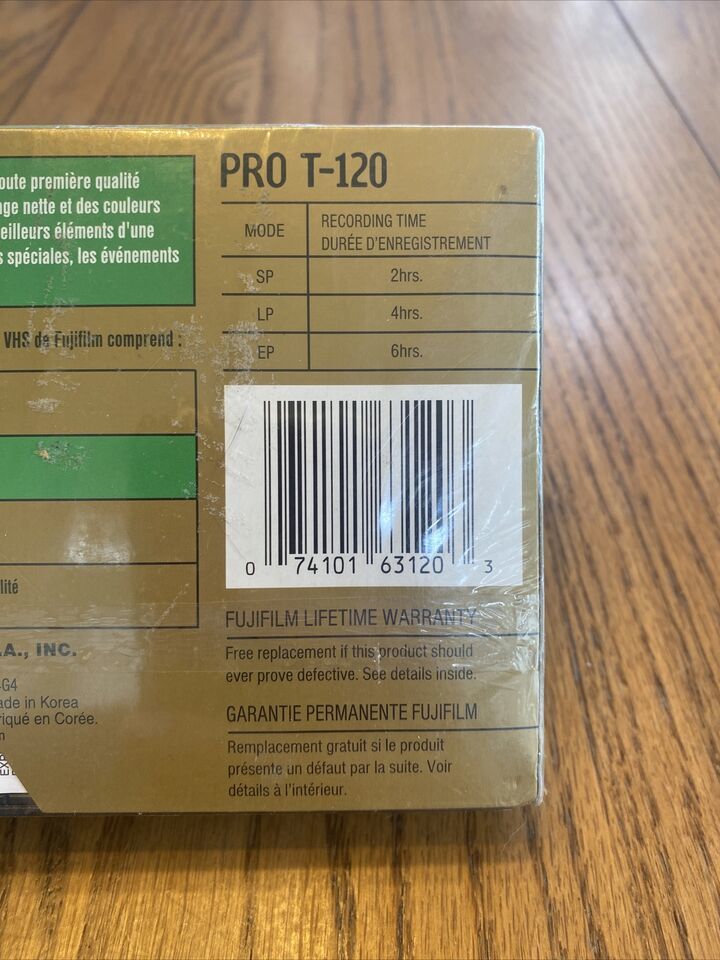 oute première qualité
nge nette et des couleurs
eilleurs éléments d'une
s spéciales, les événements
VHS de Fujifilm comprend :
lité
.A., INC.
G4
ade in Korea
riqué en Corée.
PRO T-120
MODE
RECORDING TIME
DURÉE D'ENREGISTREMENT
SP 2hrs.
LP 4hrs.
EP 6hrs.
0 74101 63120 3
FUJIFILM LIFETIME WARRANTY
Free replacement if this product should
ever prove defective. See details inside.
GARANTIE PERMANENTE FUJIFILM
Remplacement gratuit si le produit
présente un défaut par la suite. Voir
détails à l'intérieur.